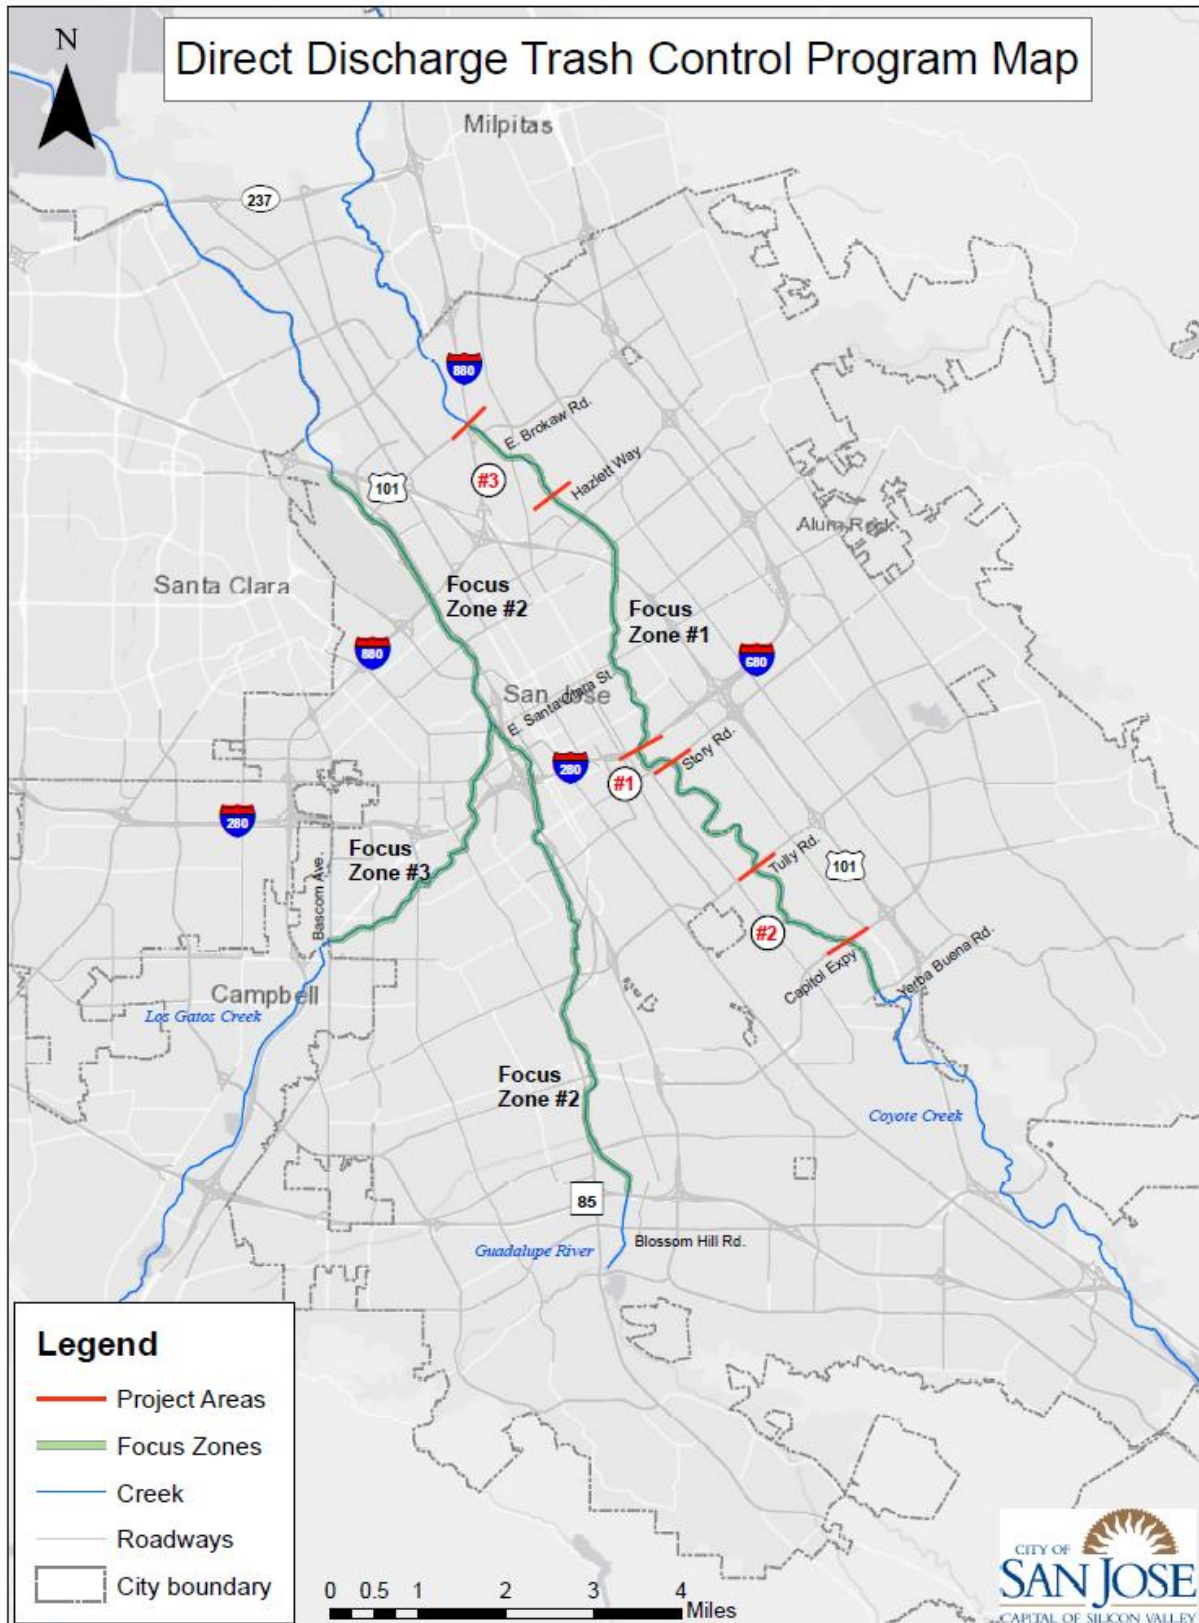 Direct Discharge Trash Control Program Map
N
Milpitas
237
880
E. Brokaw Rd.
#3
Hazlett Way
101
Alum Rock
Santa Clara
Focus
Zone #2
Focus
Zone #1
880
680
San Jose
E. Santa Clara St.
280
#1
Story Rd.
280
Focus
Zone #3
Bascom Ave.
Tully Rd.
101
#2
Capitol Expy
Yerba Buena Rd.
Campbell
Los Gatos Creek
Focus
Zone #2
Coyote Creek
85
Guadalupe River
Blossom Hill Rd.
Legend
Project Areas
Focus Zones
Creek
Roadways
City boundary
0 0.5 1 2 3 4
Miles
CITY OF
SAN JOSE
CAPITAL OF SILICON VALLEY